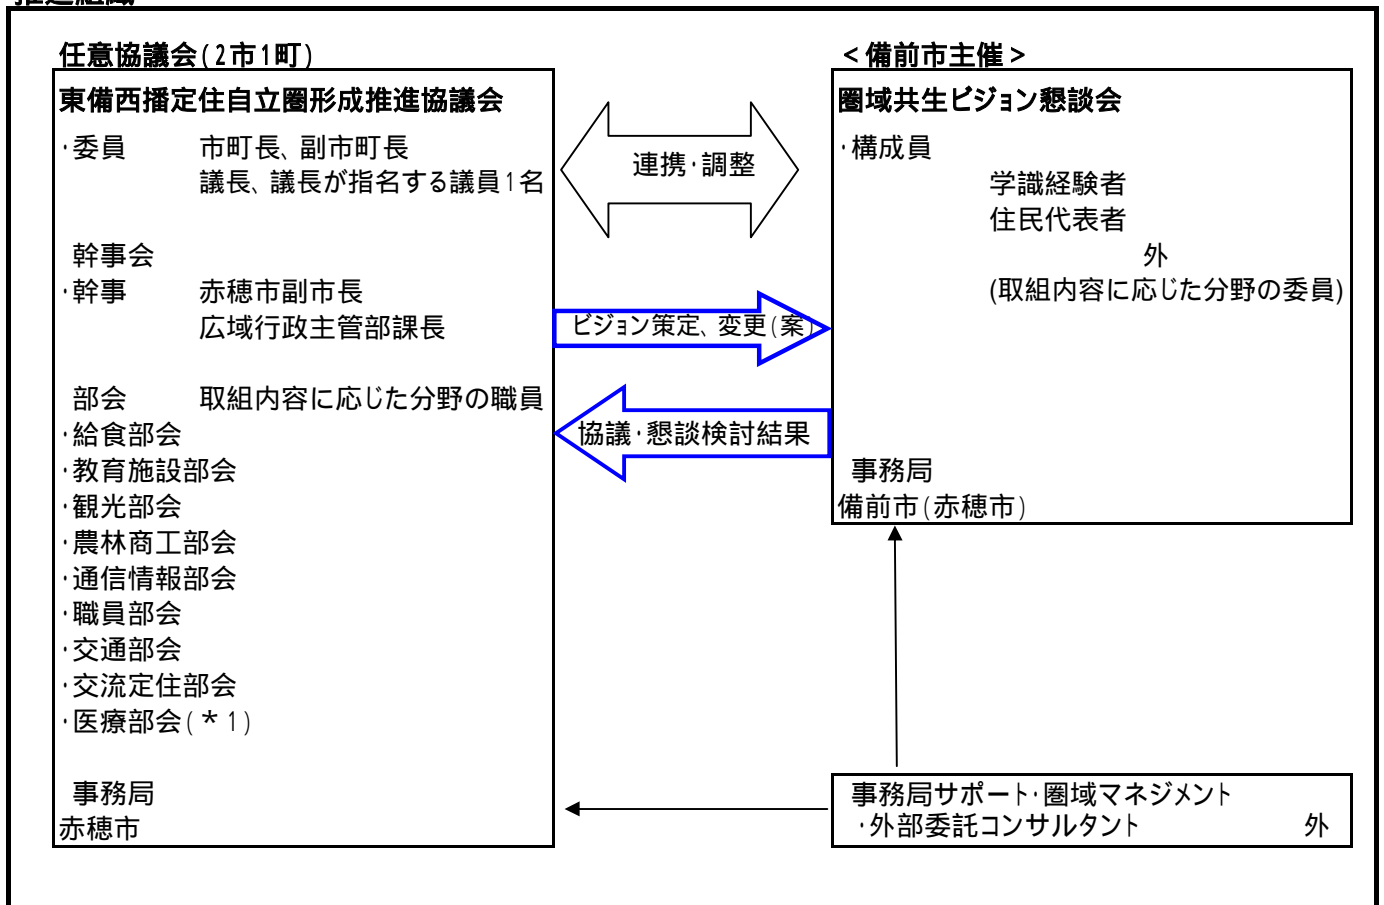 推進組織
任意協議会(2市1町)
東備西播定住自立圏形成推進協議会
・委員 市町長、副市町長
議長、議長が指名する議員1名
幹事会
・幹事 赤穂市副市長
広域行政主管部課長
部会 取組内容に応じた分野の職員
・給食部会
・教育施設部会
・観光部会
・農林商工部会
・通信情報部会
・職員部会
・交通部会
・交流定住部会
・医療部会(*1)
事務局
赤穂市
連携・調整
ビジョン策定、変更(案)
協議・懇談検討結果
<備前市主催>
圏域共生ビジョン懇談会
・構成員
学識経験者
住民代表者
外
(取組内容に応じた分野の委員)
事務局
備前市(赤穂市)
事務局サポート・圏域マネジメント
・外部委託コンサルタント 外